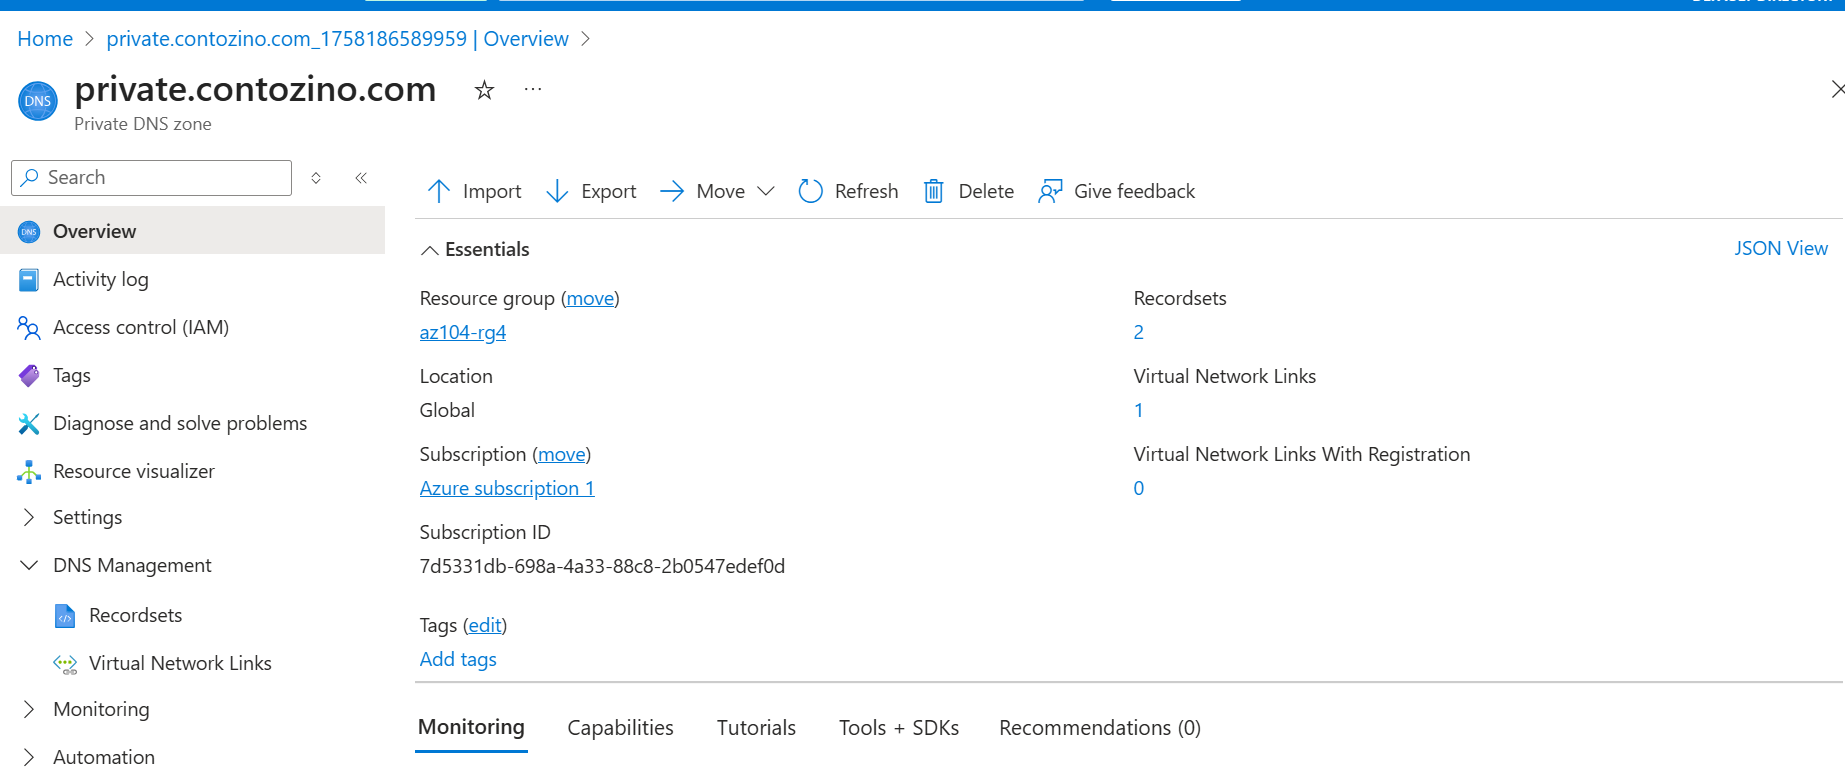 Home > private.contozino.com_1758186589959 | Overview >
DNS
private.contozino.com
Private DNS zone
Search
Import Export Move Refresh Delete Give feedback
Overview
Activity log
Access control (IAM)
Tags
Diagnose and solve problems
Resource visualizer
Settings
DNS Management
Recordsets
Virtual Network Links
Monitoring
Automation
Essentials
JSON View
Resource group (move)
az104-rg4
Location
Global
Subscription (move)
Azure subscription 1
Subscription ID
7d5331db-698a-4a33-88c8-2b0547edef0d
Tags (edit)
Add tags
Recordsets
2
Virtual Network Links
1
Virtual Network Links With Registration
0
Monitoring Capabilities Tutorials Tools + SDKs Recommendations (0)